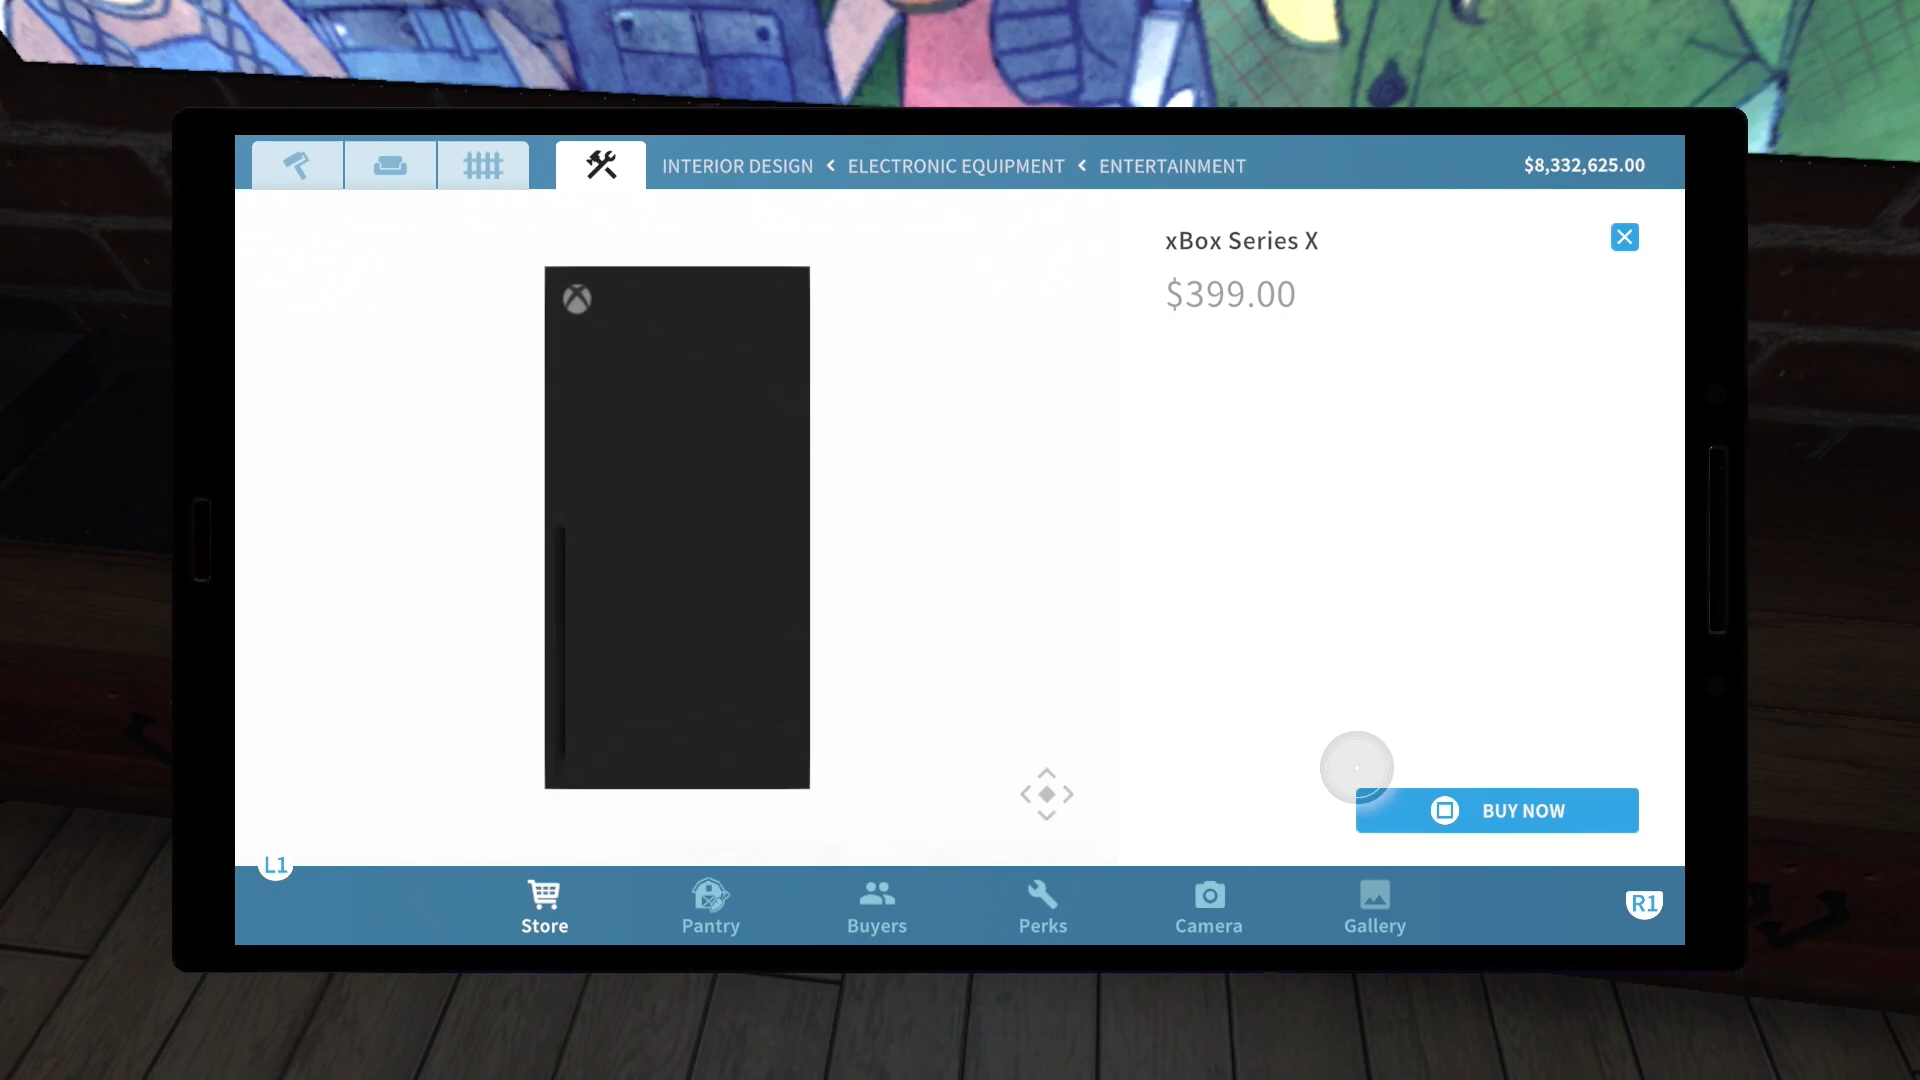 INTERIOR DESIGN < ELECTRONIC EQUIPMENT < ENTERTAINMENT
$8,332,625.00
xBox Series X
$399.00
BUY NOW
L1
R1
Store
Pantry
Buyers
Perks
Camera
Gallery